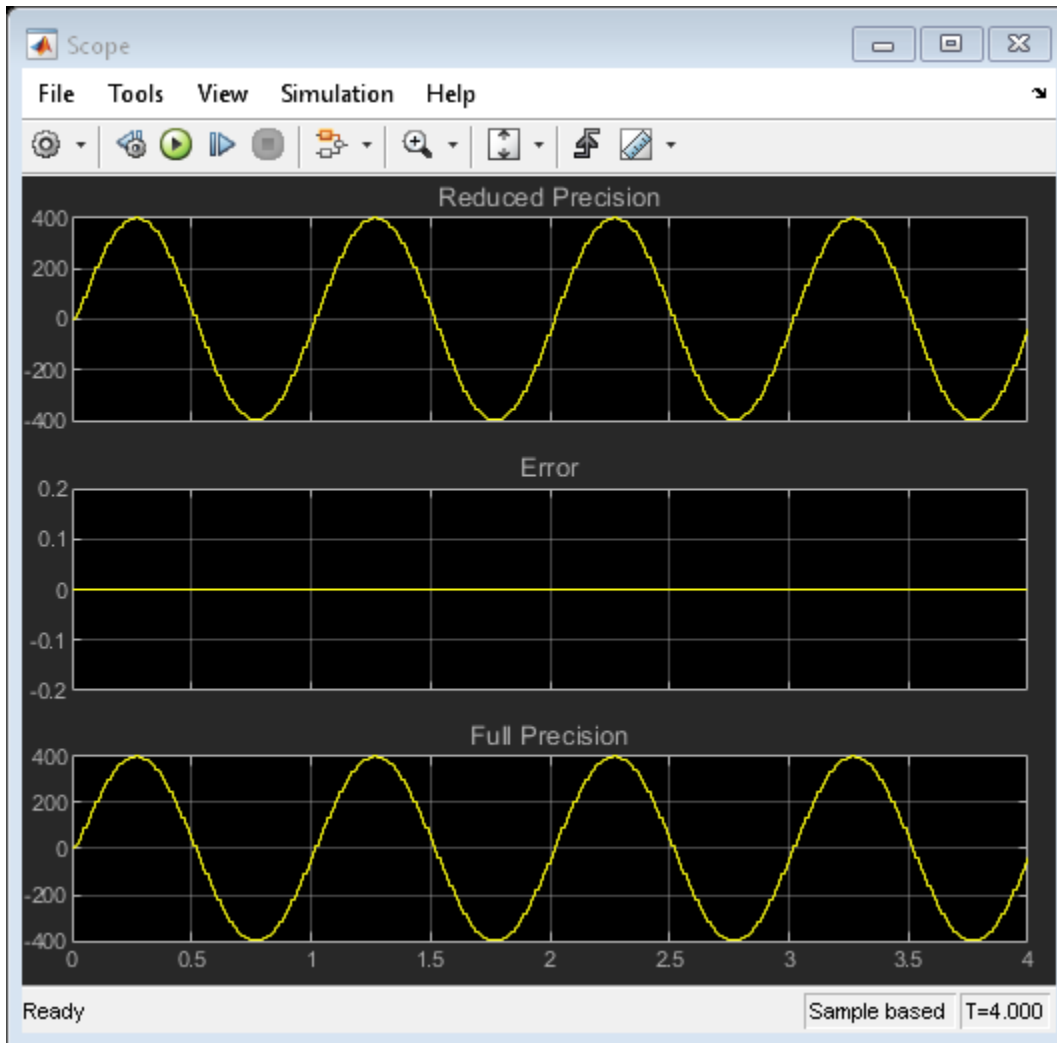 Scope
File Tools View Simulation Help
Reduced Precision
400
200
0
-200
-400
Error
0.2
0.1
0
-0.1
-0.2
Full Precision
400
200
0
-200
-400
0 0.5 1 1.5 2 2.5 3 3.5 4
Ready Sample based T=4.000